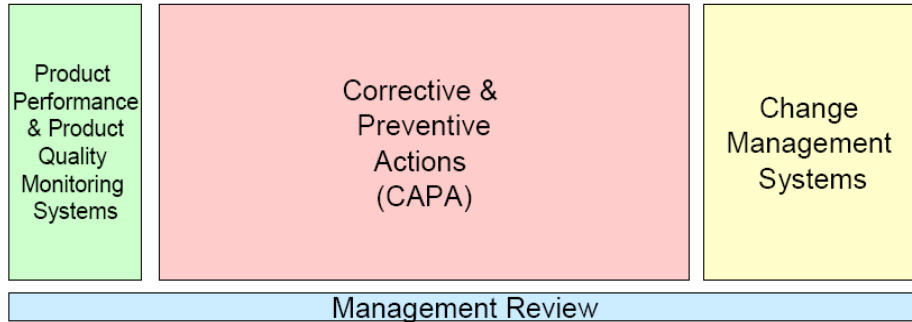 Product
Performance
& Product
Quality
Monitoring
Systems
Corrective &
Preventive
Actions
(CAPA)
Change
Management
Systems
Management Review